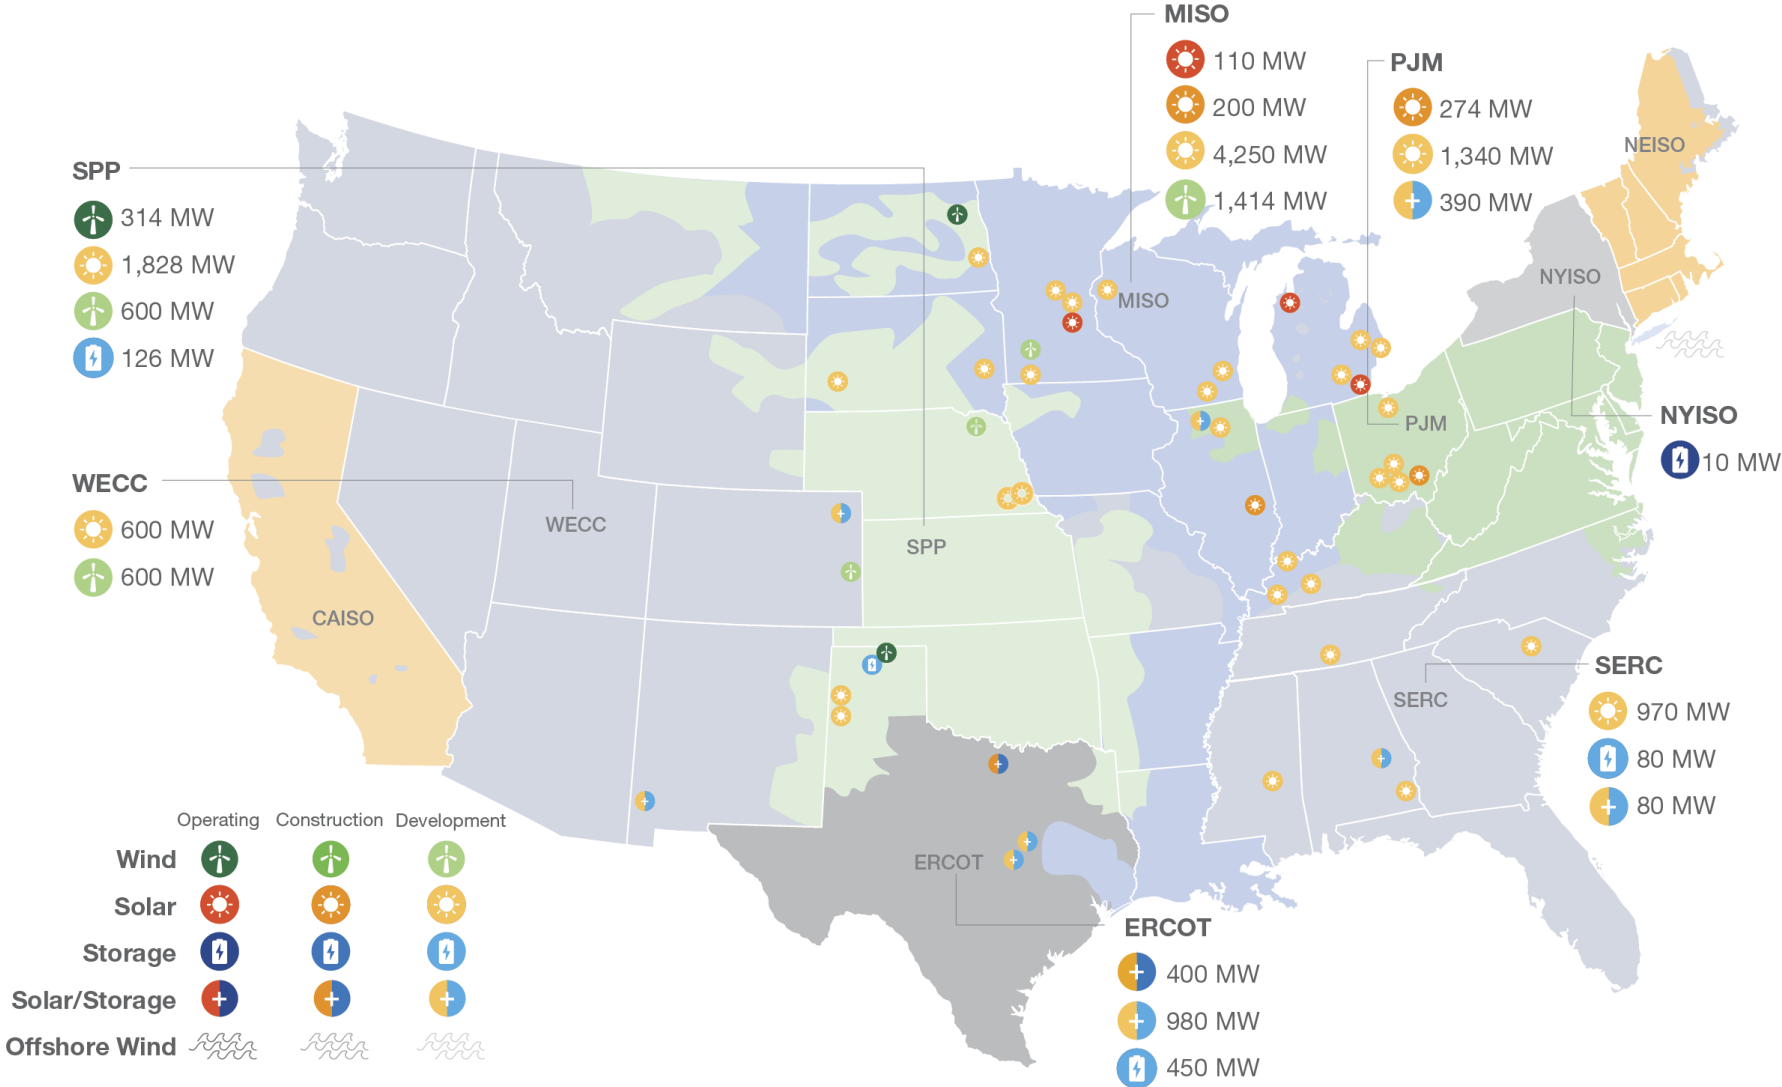 MISO
110 MW
200 MW
4,250 MW
1,414 MW
PJM
274 MW
1,340 MW
390 MW
NEISO
SPP
314 MW
1,828 MW
600 MW
126 MW
NYISO
MISO
PJM
NYISO
10 MW
WECC
600 MW
600 MW
WECC
SPP
CAISO
SERC
SERC
970 MW
80 MW
80 MW
ERCOT
ERCOT
400 MW
980 MW
450 MW
Operating Construction Development
Wind
Solar
Storage
Solar/Storage
Offshore Wind